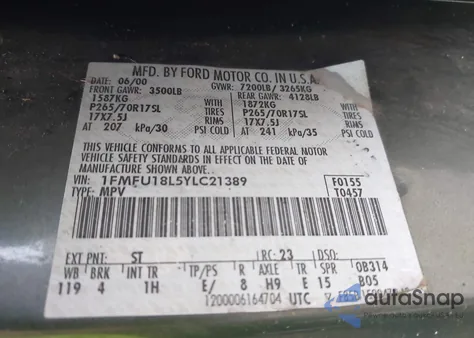 MFD. BY FORD MOTOR CO. IN U.S.A.
DATE: 06/00 GVWR: 7200LB/ 3265KG
FRONT GAWR: 3500LB REAR GAWR: 4128LB
1587KG WITH 1872KG WITH
P265/70R17SL TIRES P265/70R17SL TIRES
17X7.5J RIMS 17X7.5J RIMS
AT 207 kPa/30 PSI COLD AT 241 kPa/35 PSI COLD
THIS VEHICLE CONFORMS TO ALL APPLICABLE FEDERAL MOTOR
VEHICLE SAFETY STANDARDS IN EFFECT ON THE DATE OF
MANUFACTURE SHOWN ABOVE.
VIN: 1FMFU18L5YLC21389 F0155
TYPE: MPV T0457
EXT PNT: ST RC: 23 DSO:
WB BRK INT TR TP/PS R AXLE TR SPR 0B314
119 4 1H E/ 8 H9 E 15 B05
1200006164704 UTC
autoSnap